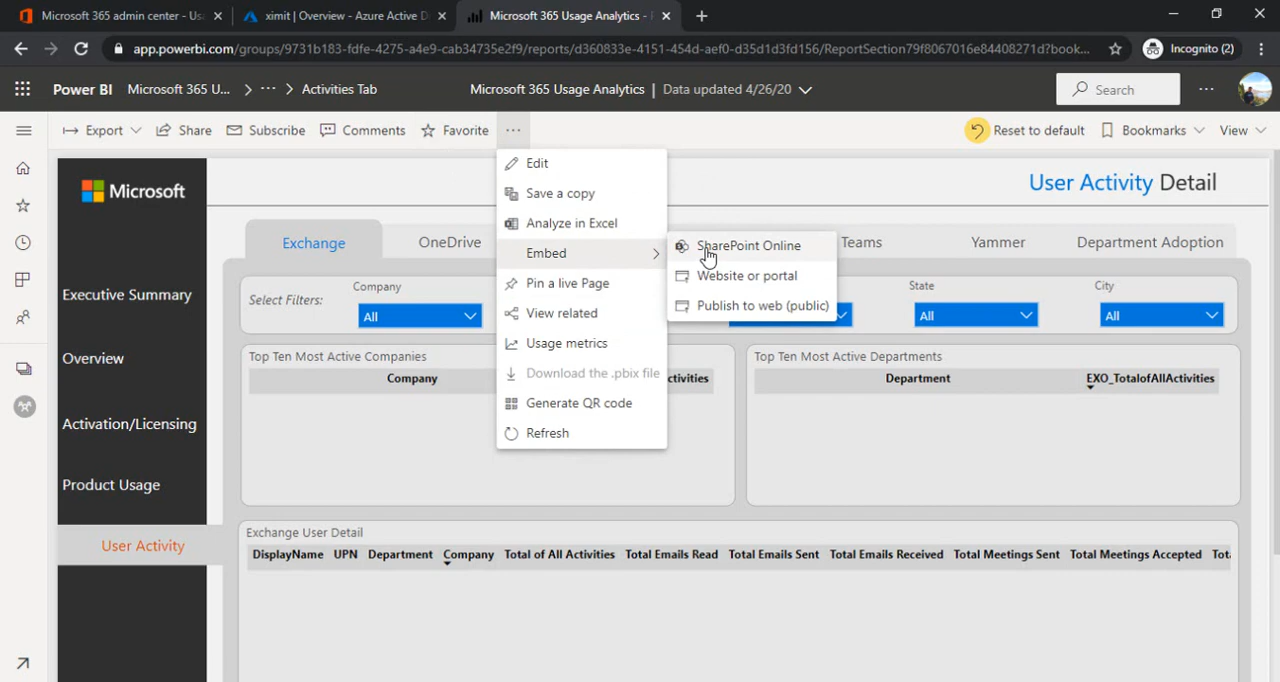 Microsoft 365 admin center - Usa
ximit | Overview - Azure Active D
Microsoft 365 Usage Analytics -
app.powerbi.com/groups/9731b183-fdfe-4275-a4e9-cab34735e2f9/reports/d360833e-4151-454d-aef0-d35d1d3fd156/ReportSection79f8067016e84408271d?book...
Incognito (2)
Power BI Microsoft 365 U... > ... > Activities Tab
Microsoft 365 Usage Analytics | Data updated 4/26/20
Search
Export Share Subscribe Comments Favorite ...
Reset to default Bookmarks View
Microsoft
Executive Summary
Overview
Activation/Licensing
Product Usage
User Activity
Edit
Save a copy
Analyze in Excel
Embed
Pin a live Page
View related
Usage metrics
Download the .pbix file
Generate QR code
Refresh
SharePoint Online
Website or portal
Publish to web (public)
User Activity Detail
Exchange OneDrive Teams Yammer Department Adoption
Select Filters:
Company
All
State
All
City
All
Top Ten Most Active Companies
Company ctivities
Top Ten Most Active Departments
Department EXO_TotalofAllActivities
Exchange User Detail
DisplayName UPN Department Company Total of All Activities Total Emails Read Total Emails Sent Total Emails Received Total Meetings Sent Total Meetings Accepted Tot